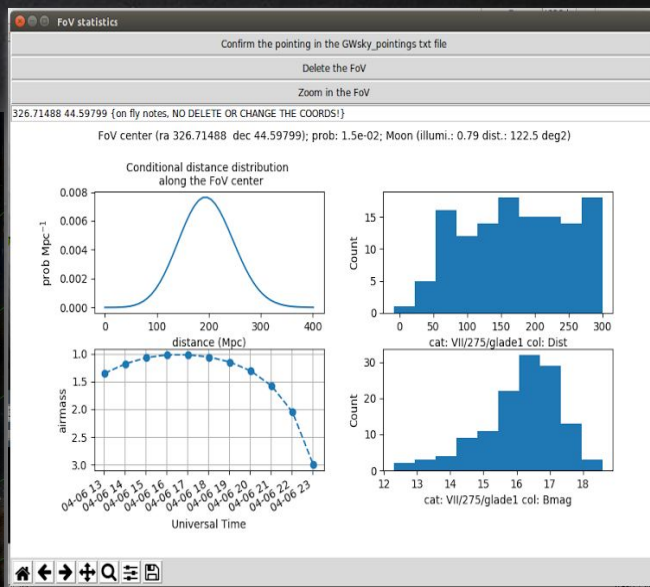 FoV statistics
Confirm the pointing in the GWsky_pointings txt file
Delete the FoV
Zoom in the FoV
326.71488 44.59799 {on fly notes, NO DELETE OR CHANGE THE COORDS!}
FoV center (ra 326.71488 dec 44.59799); prob: 1.5e-02; Moon (illumi.: 0.79 dist.: 122.5 deg2)
Conditional distance distribution
along the FoV center
prob Mpc⁻¹
0.008
0.006
0.004
0.002
0.000
0 100 200 300 400
distance (Mpc)
Count
15
10
5
0
0 50 100 150 200 250 300
cat: VII/275/glade1 col: Dist
airmass
1.0
1.5
2.0
2.5
3.0
04-06 13
04-06 14
04-06 15
04-06 16
04-06 17
04-06 18
04-06 19
04-06 20
04-06 21
04-06 22
04-06 23
Universal Time
Count
30
20
10
0
12 13 14 15 16 17 18
cat: VII/275/glade1 col: Bmag